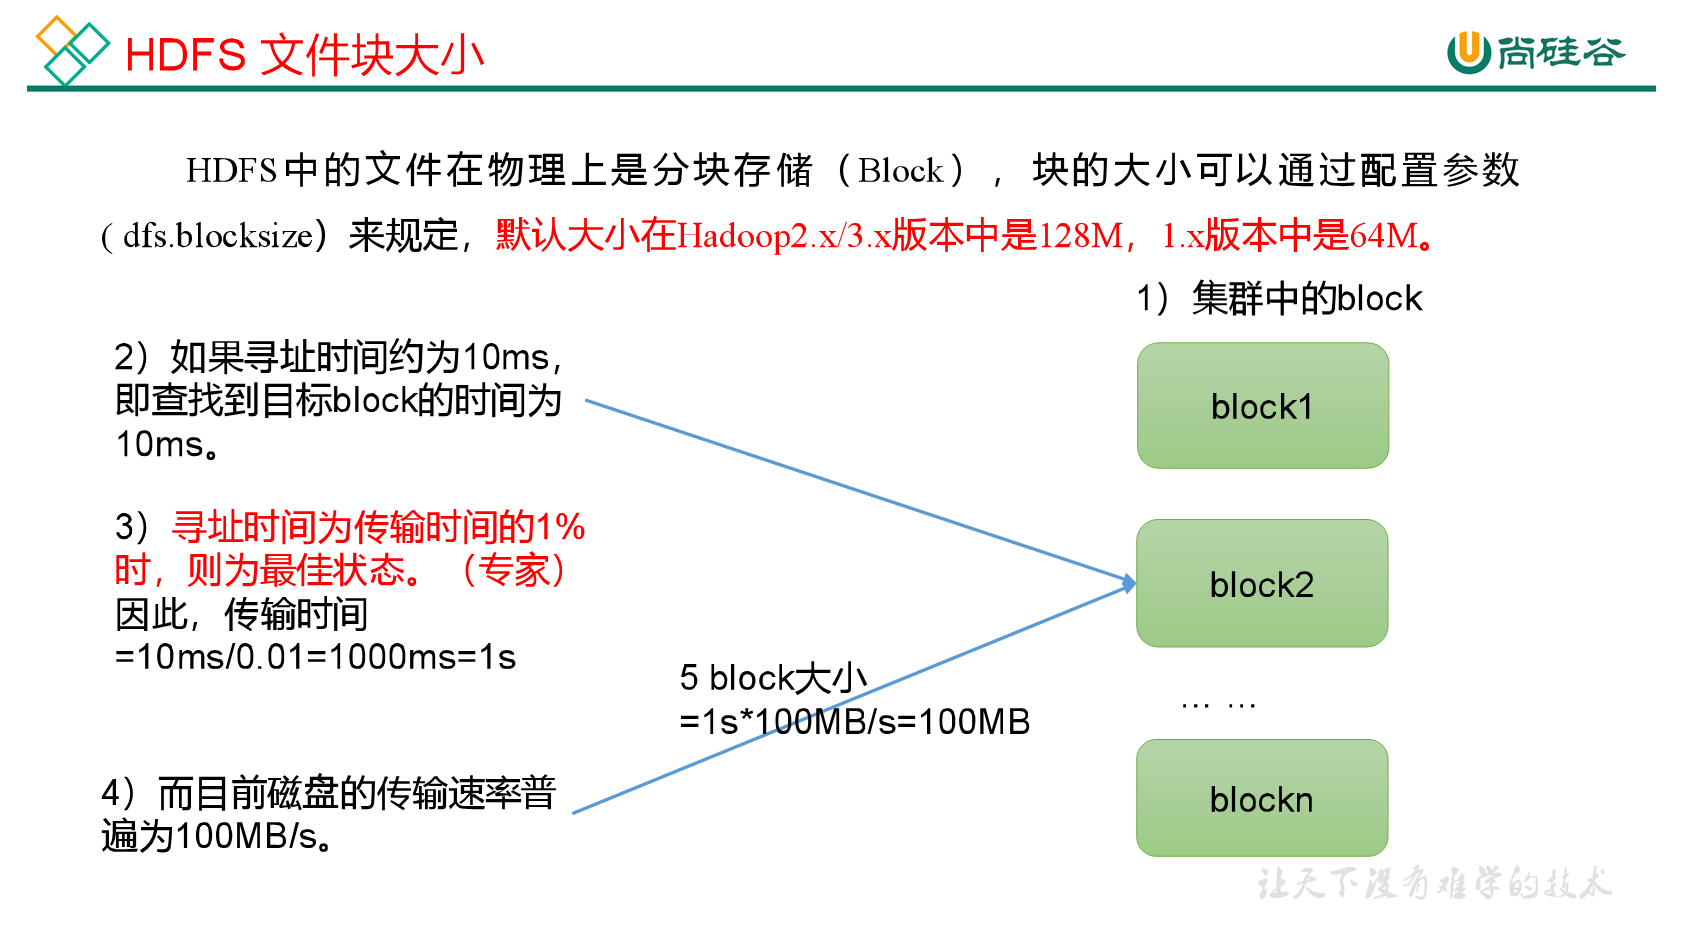 HDFS 文件块大小
尚硅谷
HDFS中的文件在物理上是分块存储（Block），块的大小可以通过配置参数
( dfs.blocksize）来规定，默认大小在Hadoop2.x/3.x版本中是128M，1.x版本中是64M。
1）集群中的block
2）如果寻址时间约为10ms，
即查找到目标block的时间为
10ms。
block1
3）寻址时间为传输时间的1%
时，则为最佳状态。（专家）
因此，传输时间
=10ms/0.01=1000ms=1s
block2
5 block大小
=1s*100MB/s=100MB
… …
4）而目前磁盘的传输速率普
遍为100MB/s。
blockn
让天下没有难学的技术